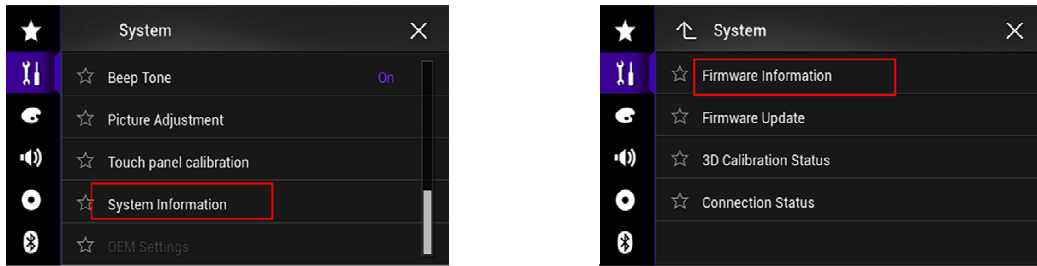 System
Beep Tone On
Picture Adjustment
Touch panel calibration
System Information
OEM Settings
System
Firmware Information
Firmware Update
3D Calibration Status
Connection Status